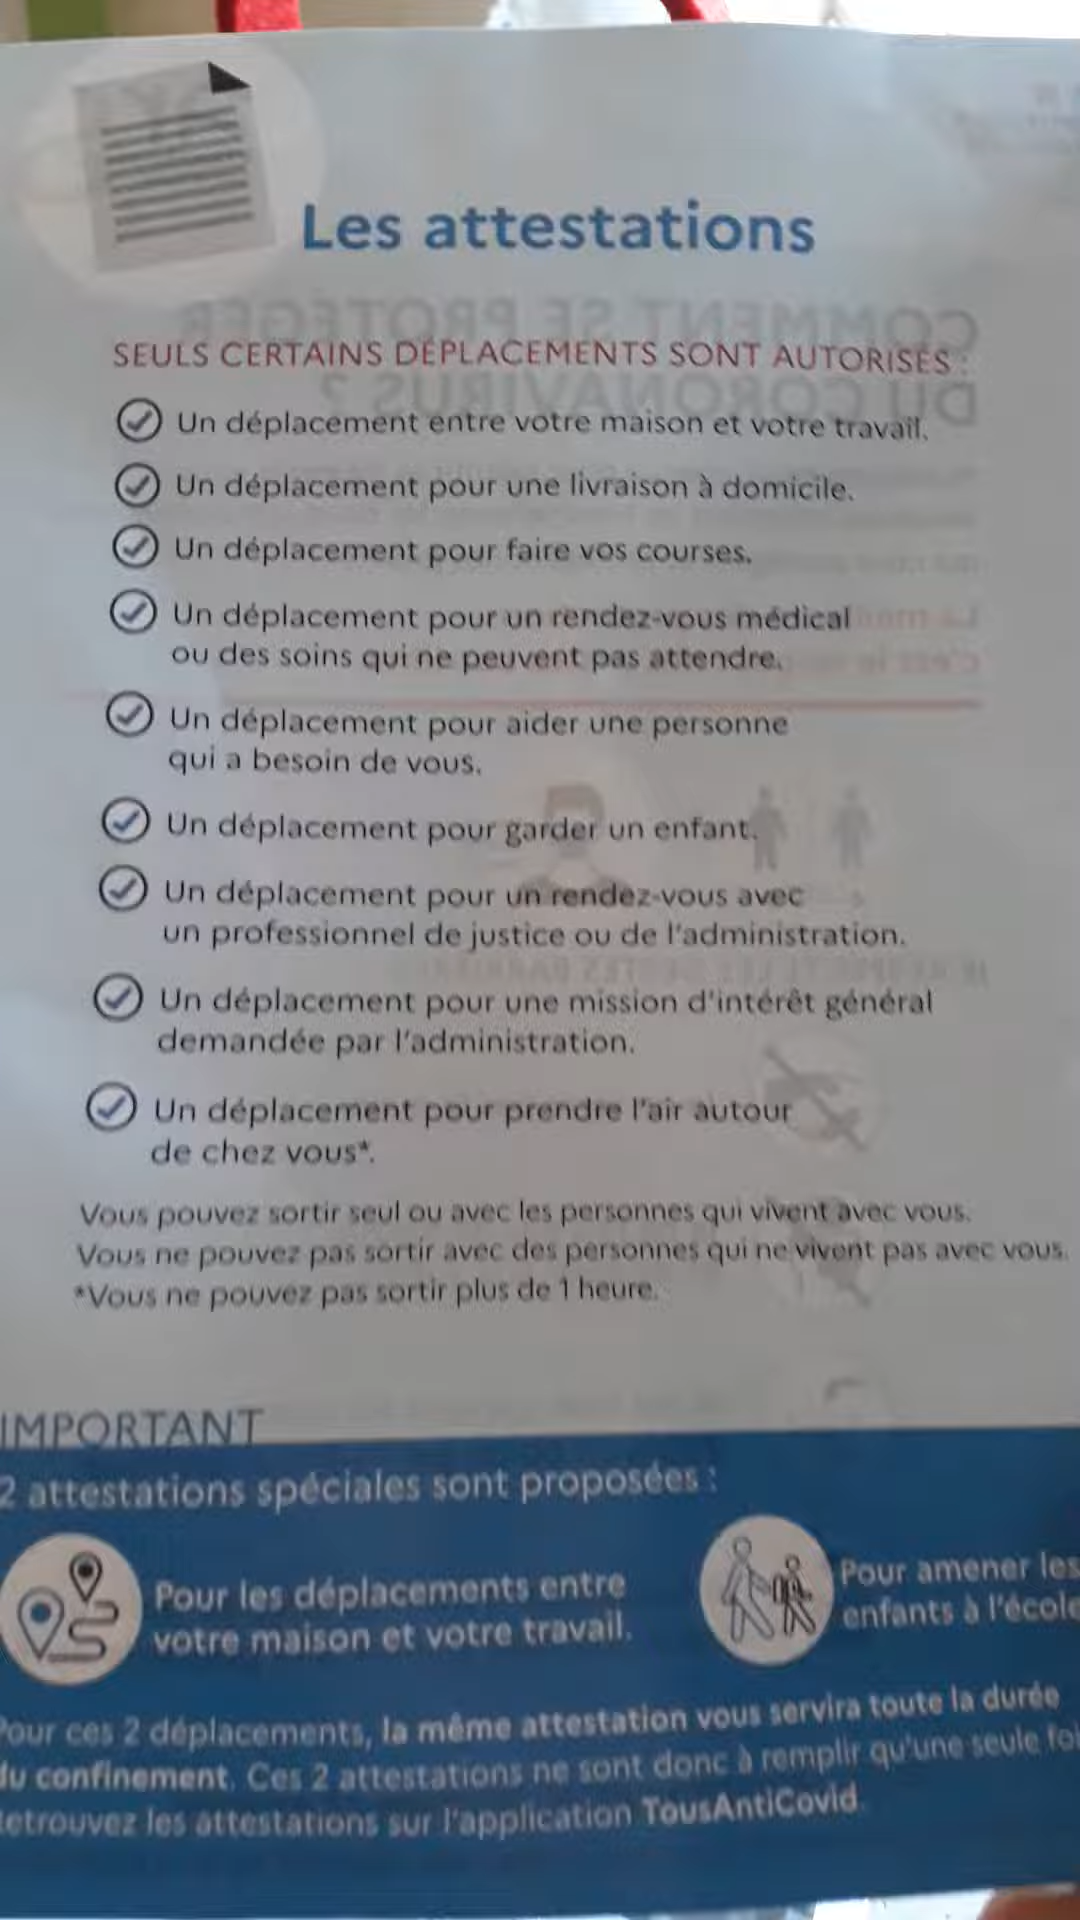 Les attestations
SEULS CERTAINS DÉPLACEMENTS SONT AUTORISÉS :
Un déplacement entre votre maison et votre travail.
Un déplacement pour une livraison à domicile.
Un déplacement pour faire vos courses.
Un déplacement pour un rendez-vous médical
ou des soins qui ne peuvent pas attendre.
Un déplacement pour aider une personne
qui a besoin de vous.
Un déplacement pour garder un enfant.
Un déplacement pour un rendez-vous avec
un professionnel de justice ou de l'administration.
Un déplacement pour une mission d'intérêt général
demandée par l'administration.
Un déplacement pour prendre l'air autour
de chez vous*.
Vous pouvez sortir seul ou avec les personnes qui vivent avec vous.
Vous ne pouvez pas sortir avec des personnes qui ne vivent pas avec vous.
*Vous ne pouvez pas sortir plus de 1 heure.
IMPORTANT
2 attestations spéciales sont proposées :
Pour les déplacements entre
votre maison et votre travail.
Pour amener les
enfants à l'école
Pour ces 2 déplacements, la même attestation vous servira toute la durée
du confinement. Ces 2 attestations ne sont donc à remplir qu'une seule foi
Retrouvez les attestations sur l'application TousAntiCovid.